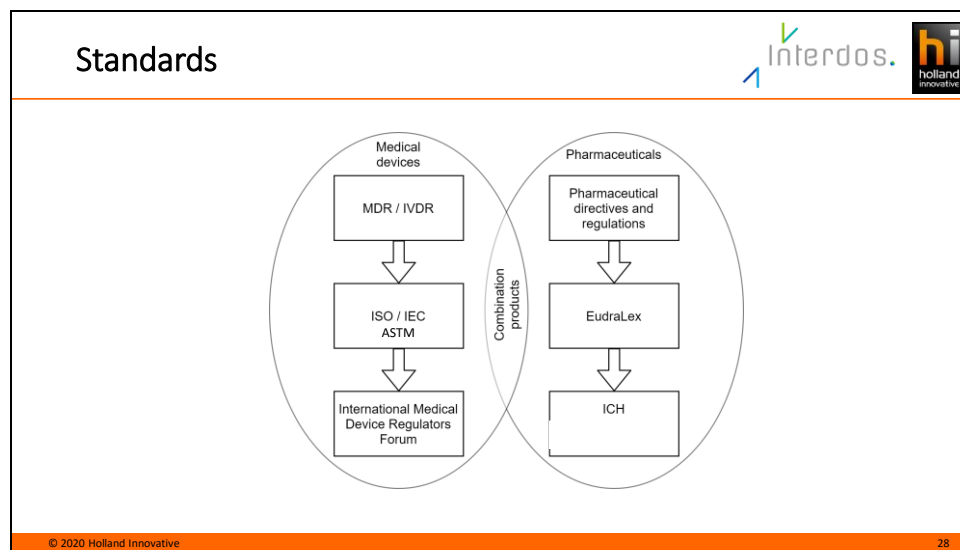 Standards
Interdos.
hi
holland
innovative
Medical
devices
MDR / IVDR
ISO / IEC
ASTM
International Medical
Device Regulators
Forum
Combination
products
Pharmaceuticals
Pharmaceutical
directives and
regulations
EudraLex
ICH
© 2020 Holland Innovative
28